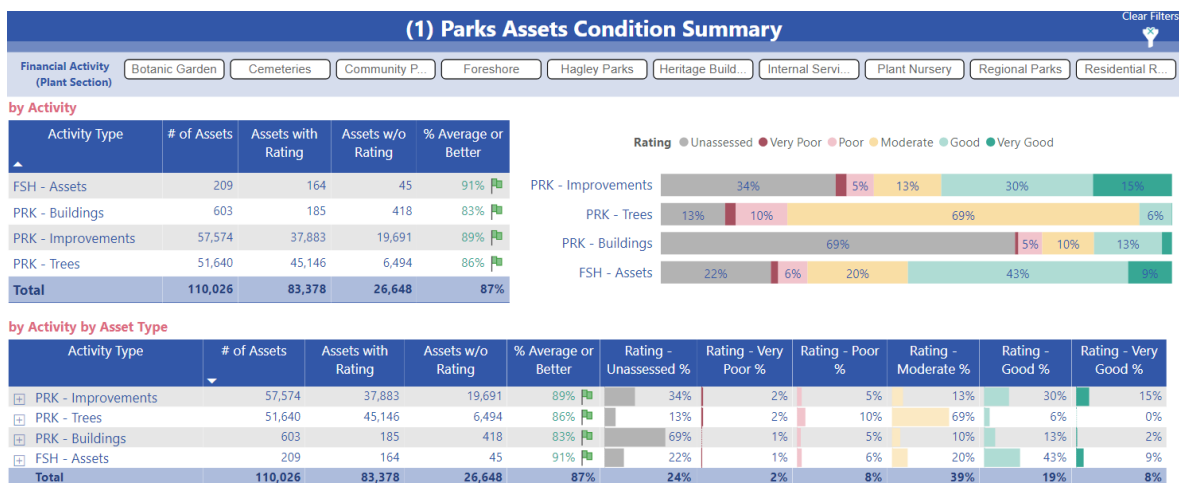 (1) Parks Assets Condition Summary
Clear Filters
Financial Activity
(Plant Section)
Botanic Garden
Cemeteries
Community P...
Foreshore
Hagley Parks
Heritage Build...
Internal Servi...
Plant Nursery
Regional Parks
Residential R...
by Activity
Activity Type # of Assets Assets with Rating Assets w/o Rating % Average or Better
FSH - Assets 209 164 45 91%
PRK - Buildings 603 185 418 83%
PRK - Improvements 57,574 37,883 19,691 89%
PRK - Trees 51,640 45,146 6,494 86%
Total 110,026 83,378 26,648 87%
Rating Unassessed Very Poor Poor Moderate Good Very Good
PRK - Improvements 34% 5% 13% 30% 15%
PRK - Trees 13% 10% 69% 6%
PRK - Buildings 69% 5% 10% 13%
FSH - Assets 22% 6% 20% 43% 9%
by Activity by Asset Type
Activity Type # of Assets Assets with Rating Assets w/o Rating % Average or Better Rating - Unassessed % Rating - Very Poor % Rating - Poor % Rating - Moderate % Rating - Good % Rating - Very Good %
PRK - Improvements 57,574 37,883 19,691 89% 34% 2% 5% 13% 30% 15%
PRK - Trees 51,640 45,146 6,494 86% 13% 2% 10% 69% 6% 0%
PRK - Buildings 603 185 418 83% 69% 1% 5% 10% 13% 2%
FSH - Assets 209 164 45 91% 22% 1% 6% 20% 43% 9%
Total 110,026 83,378 26,648 87% 24% 2% 8% 39% 19% 8%